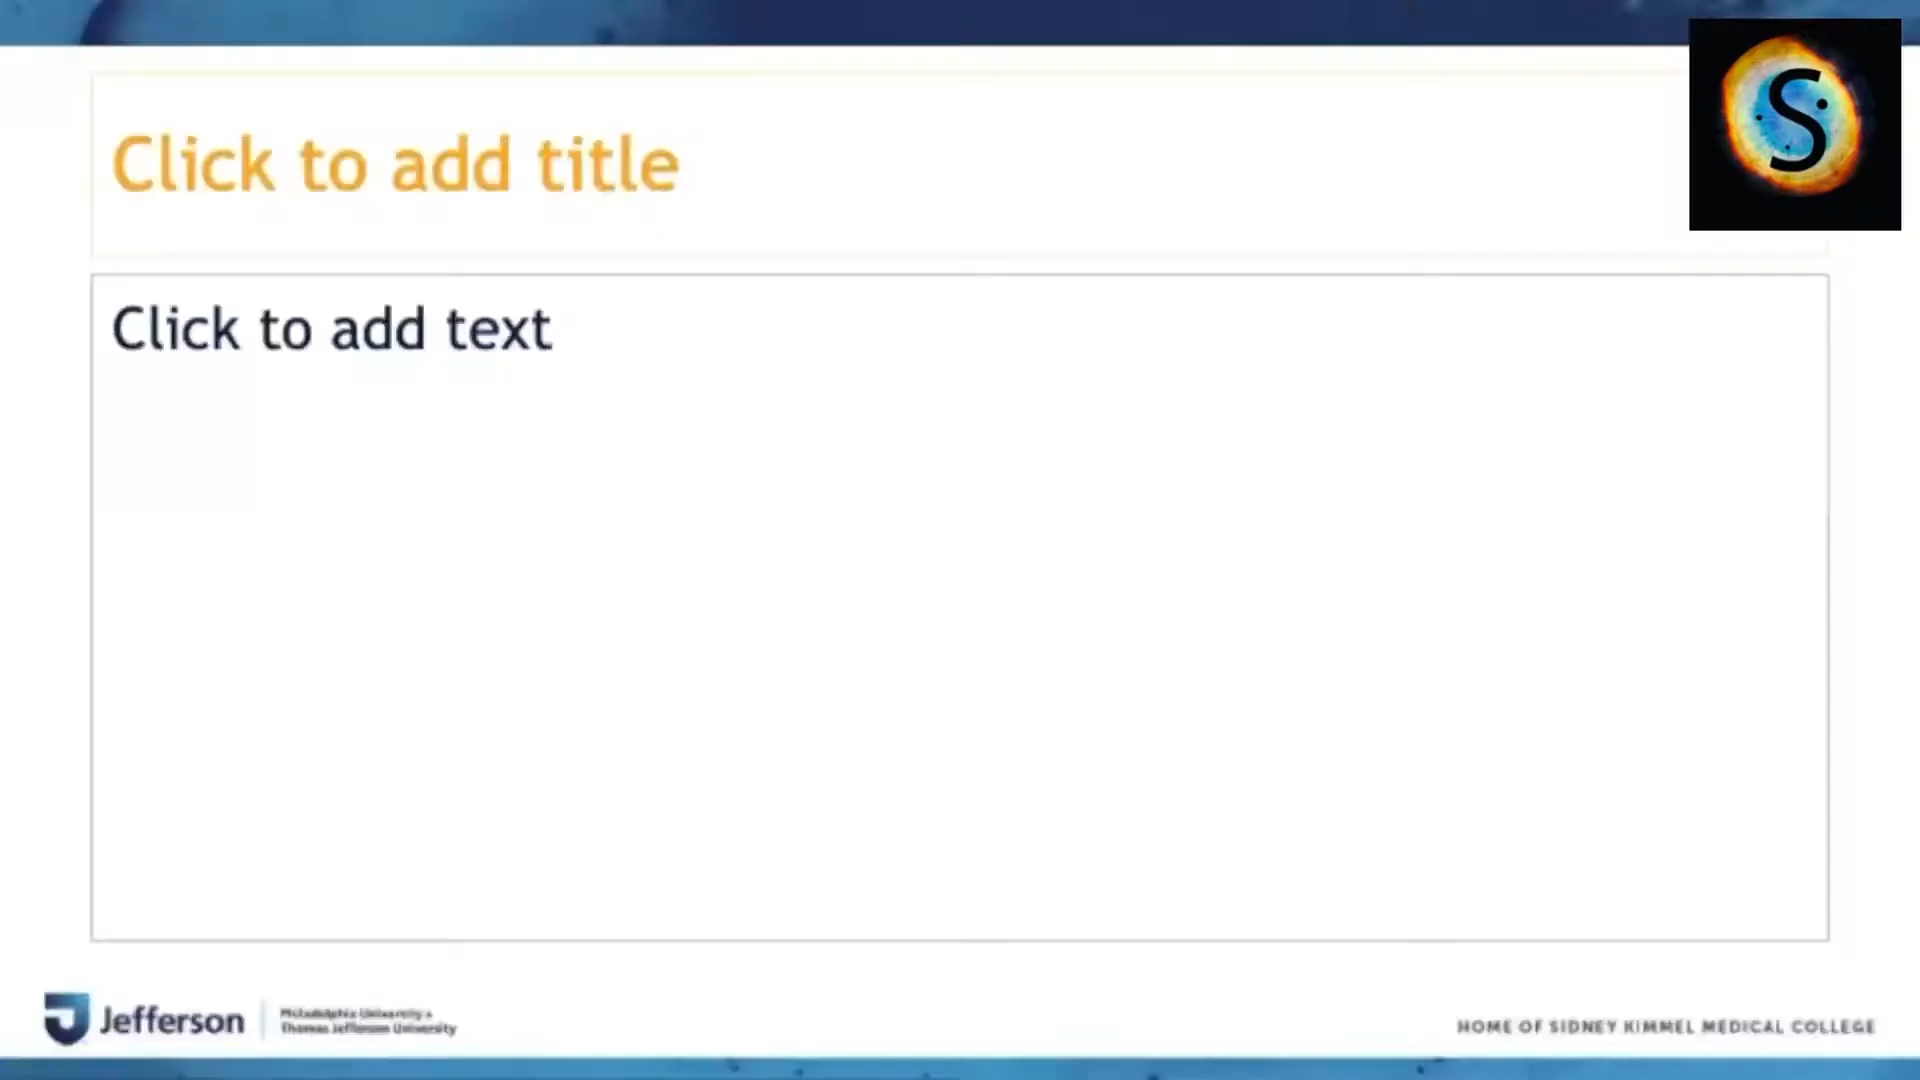 S
Click to add title
Click to add text
Jefferson
Philadelphia University +
Thomas Jefferson University
HOME OF SIDNEY KIMMEL MEDICAL COLLEGE